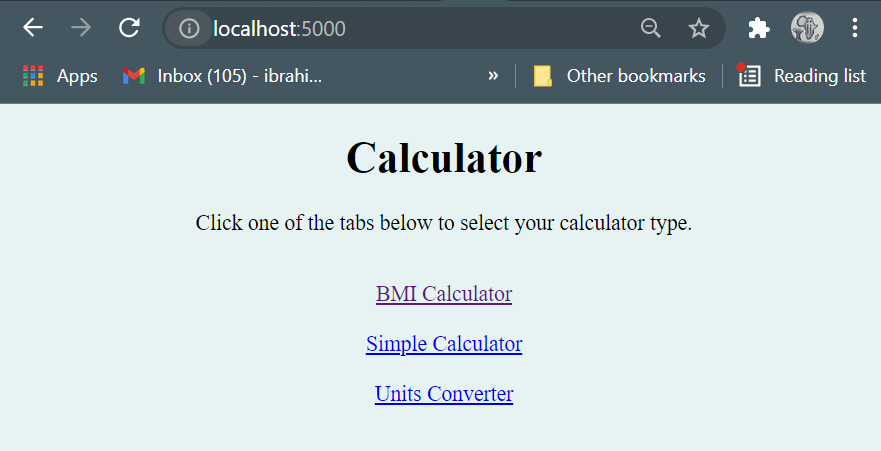 localhost:5000
Apps Inbox (105) - ibrahi... » Other bookmarks Reading list
Calculator
Click one of the tabs below to select your calculator type.
BMI Calculator
Simple Calculator
Units Converter